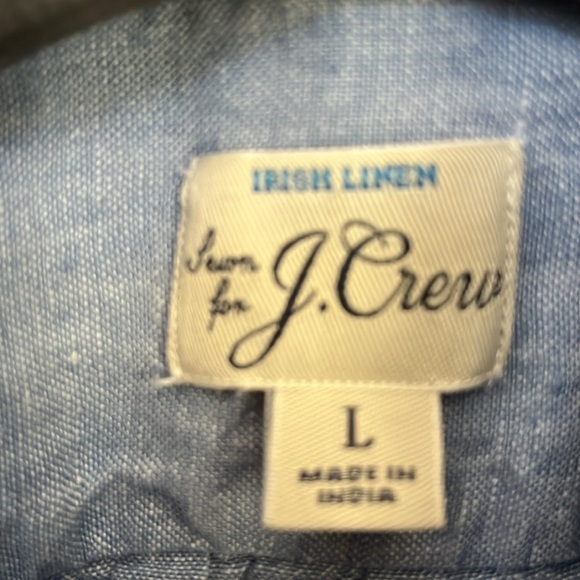 IRISH LINEN
Sewn
for
J.Crew
L
MADE IN
INDIA